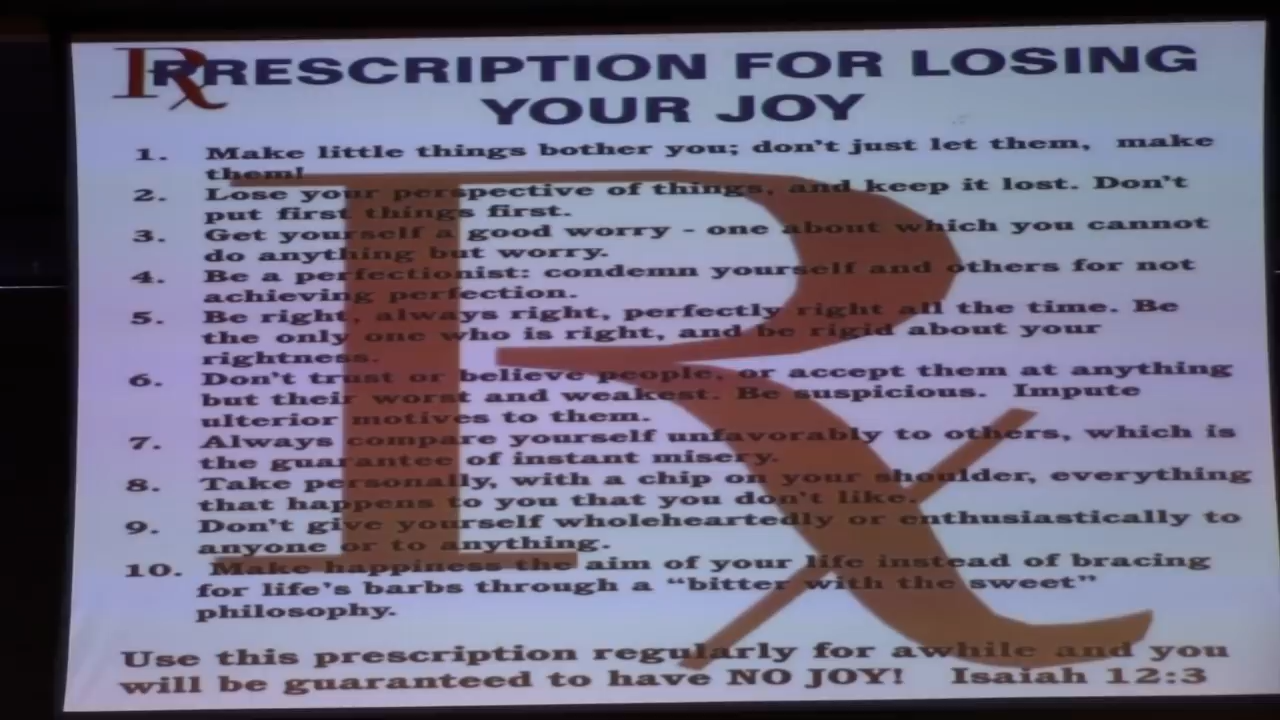 PRESCRIPTION FOR LOSING
YOUR JOY
1. Make little things bother you; don't just let them, make
them!
2. Lose your perspective of things, and keep it lost. Don't
put first things first.
3. Get yourself a good worry - one about which you cannot
do anything but worry.
4. Be a perfectionist: condemn yourself and others for not
achieving perfection.
5. Be right, always right, perfectly right all the time. Be
the only one who is right, and be rigid about your
rightness.
6. Don't trust or believe people, or accept them at anything
but their worst and weakest. Be suspicious. Impute
ulterior motives to them.
7. Always compare yourself unfavorably to others, which is
the guarantee of instant misery.
8. Take personally, with a chip on your shoulder, everything
that happens to you that you don't like.
9. Don't give yourself wholeheartedly or enthusiastically to
anyone or to anything.
10. Make happiness the aim of your life instead of bracing
for life's barbs through a "bitter with the sweet"
philosophy.
Use this prescription regularly for awhile and you
will be guaranteed to have NO JOY! Isaiah 12:3